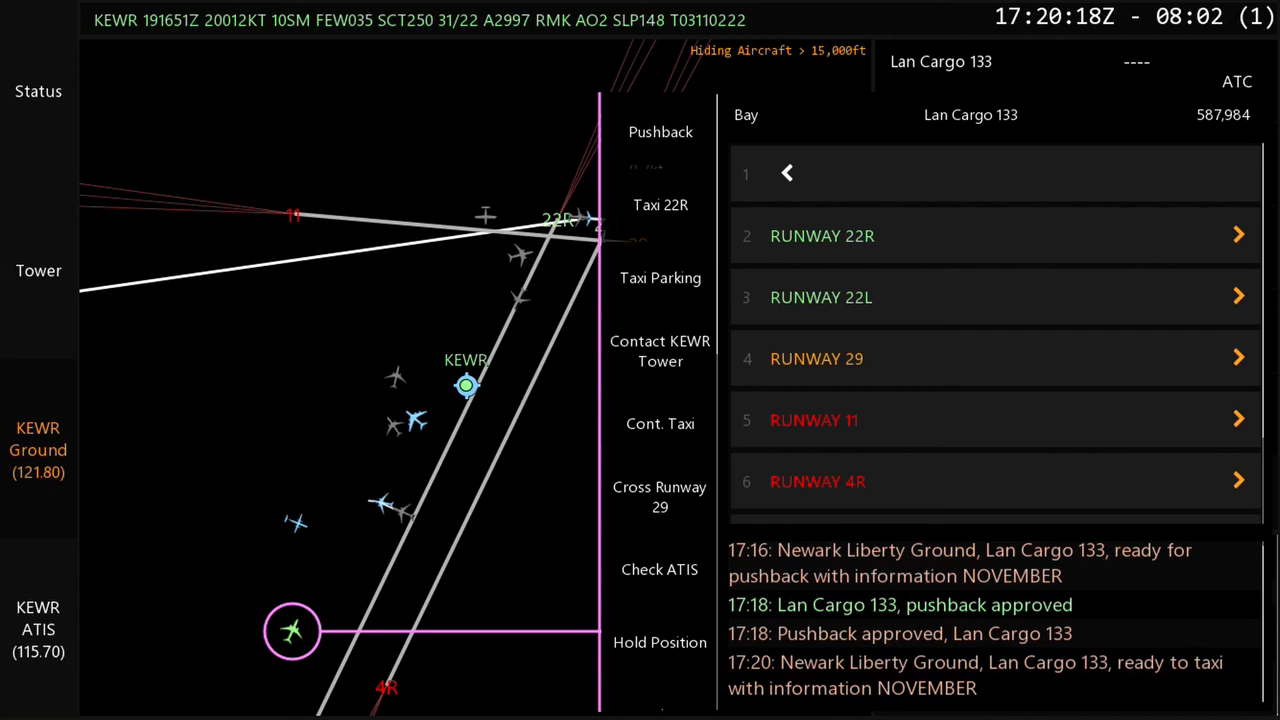 KEWR 191651Z 20012KT 10SM FEW035 SCT250 31/22 A2997 RMK AO2 SLP148 T03110222
17:20:18Z - 08:02 (1)
Hiding Aircraft > 15,000ft
Status
Tower
KEWR
Ground
(121.80)
KEWR
ATIS
(115.70)
11
22R
KEWR
4R
Pushback
Taxi 22R
Taxi Parking
Contact KEWR
Tower
Cont. Taxi
Cross Runway
29
Check ATIS
Hold Position
Lan Cargo 133 ----
ATC
Bay Lan Cargo 133 587,984
1
2 RUNWAY 22R
3 RUNWAY 22L
4 RUNWAY 29
5 RUNWAY 11
6 RUNWAY 4R
17:16: Newark Liberty Ground, Lan Cargo 133, ready for
pushback with information NOVEMBER
17:18: Lan Cargo 133, pushback approved
17:18: Pushback approved, Lan Cargo 133
17:20: Newark Liberty Ground, Lan Cargo 133, ready to taxi
with information NOVEMBER